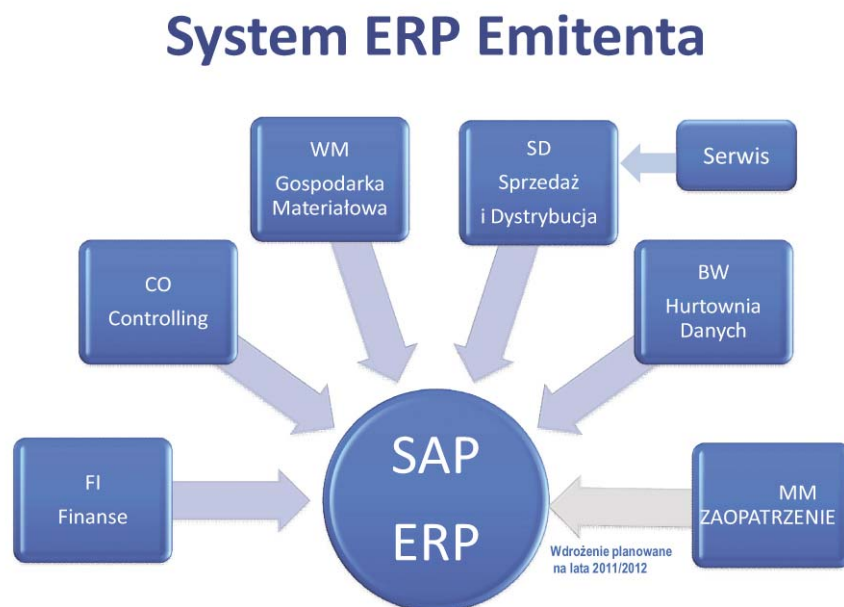 System ERP Emitenta
WM
Gospodarka
Materiałowa
SD
Sprzedaż
i Dystrybucja
Serwis
CO
Controlling
BW
Hurtownia
Danych
FI
Finanse
SAP
ERP
MM
ZAOPATRZENIE
Wdrożenie planowane
na lata 2011/2012